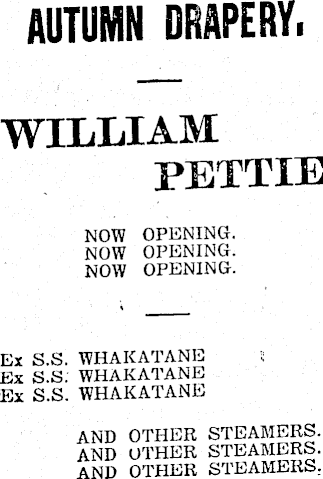 AUTUMN DRAPERY.
WILLIAM
PETTIE
NOW OPENING.
NOW OPENING.
NOW OPENING.
Ex S.S. WHAKATANE
Ex S.S. WHAKATANE
Ex S.S. WHAKATANE
AND OTHER STEAMERS.
AND OTHER STEAMERS.
AND OTHER STEAMERS.